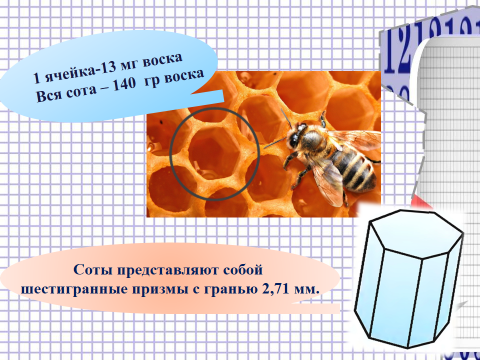 1 ячейка-13 мг воска
Вся сота – 140 гр воска
Соты представляют собой
шестигранные призмы с гранью 2,71 мм.